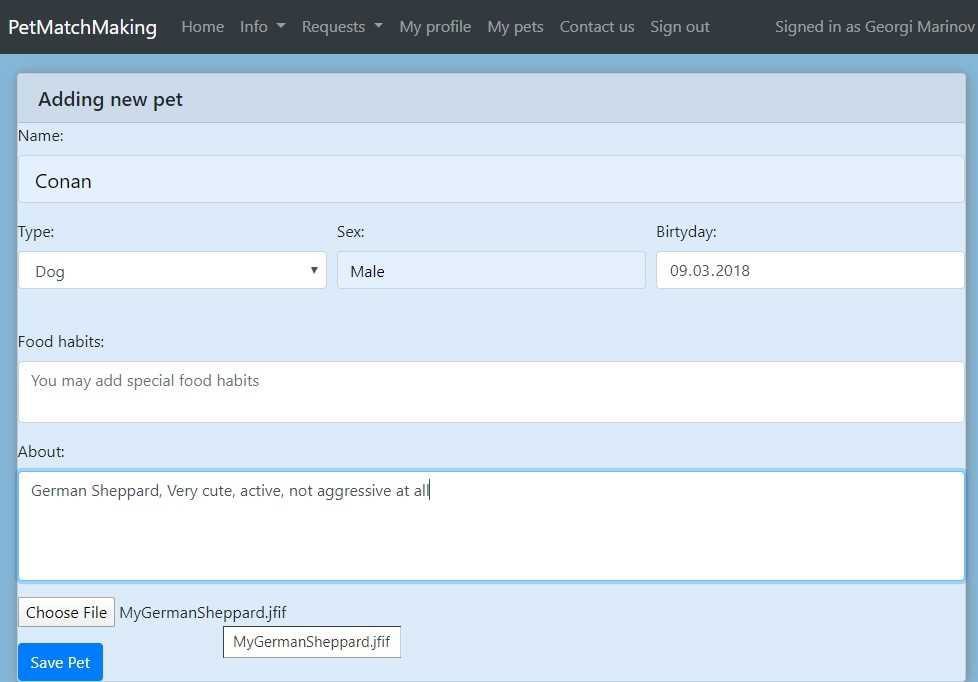 PetMatchMaking Home Info Requests My profile My pets Contact us Sign out Signed in as Georgi Marinov
Adding new pet
Name:
Conan
Type: Sex: Birtyday:
Dog Male 09.03.2018
Food habits:
You may add special food habits
About:
German Sheppard, Very cute, active, not aggressive at all
Choose File MyGermanSheppard.jfif
MyGermanSheppard.jfif
Save Pet